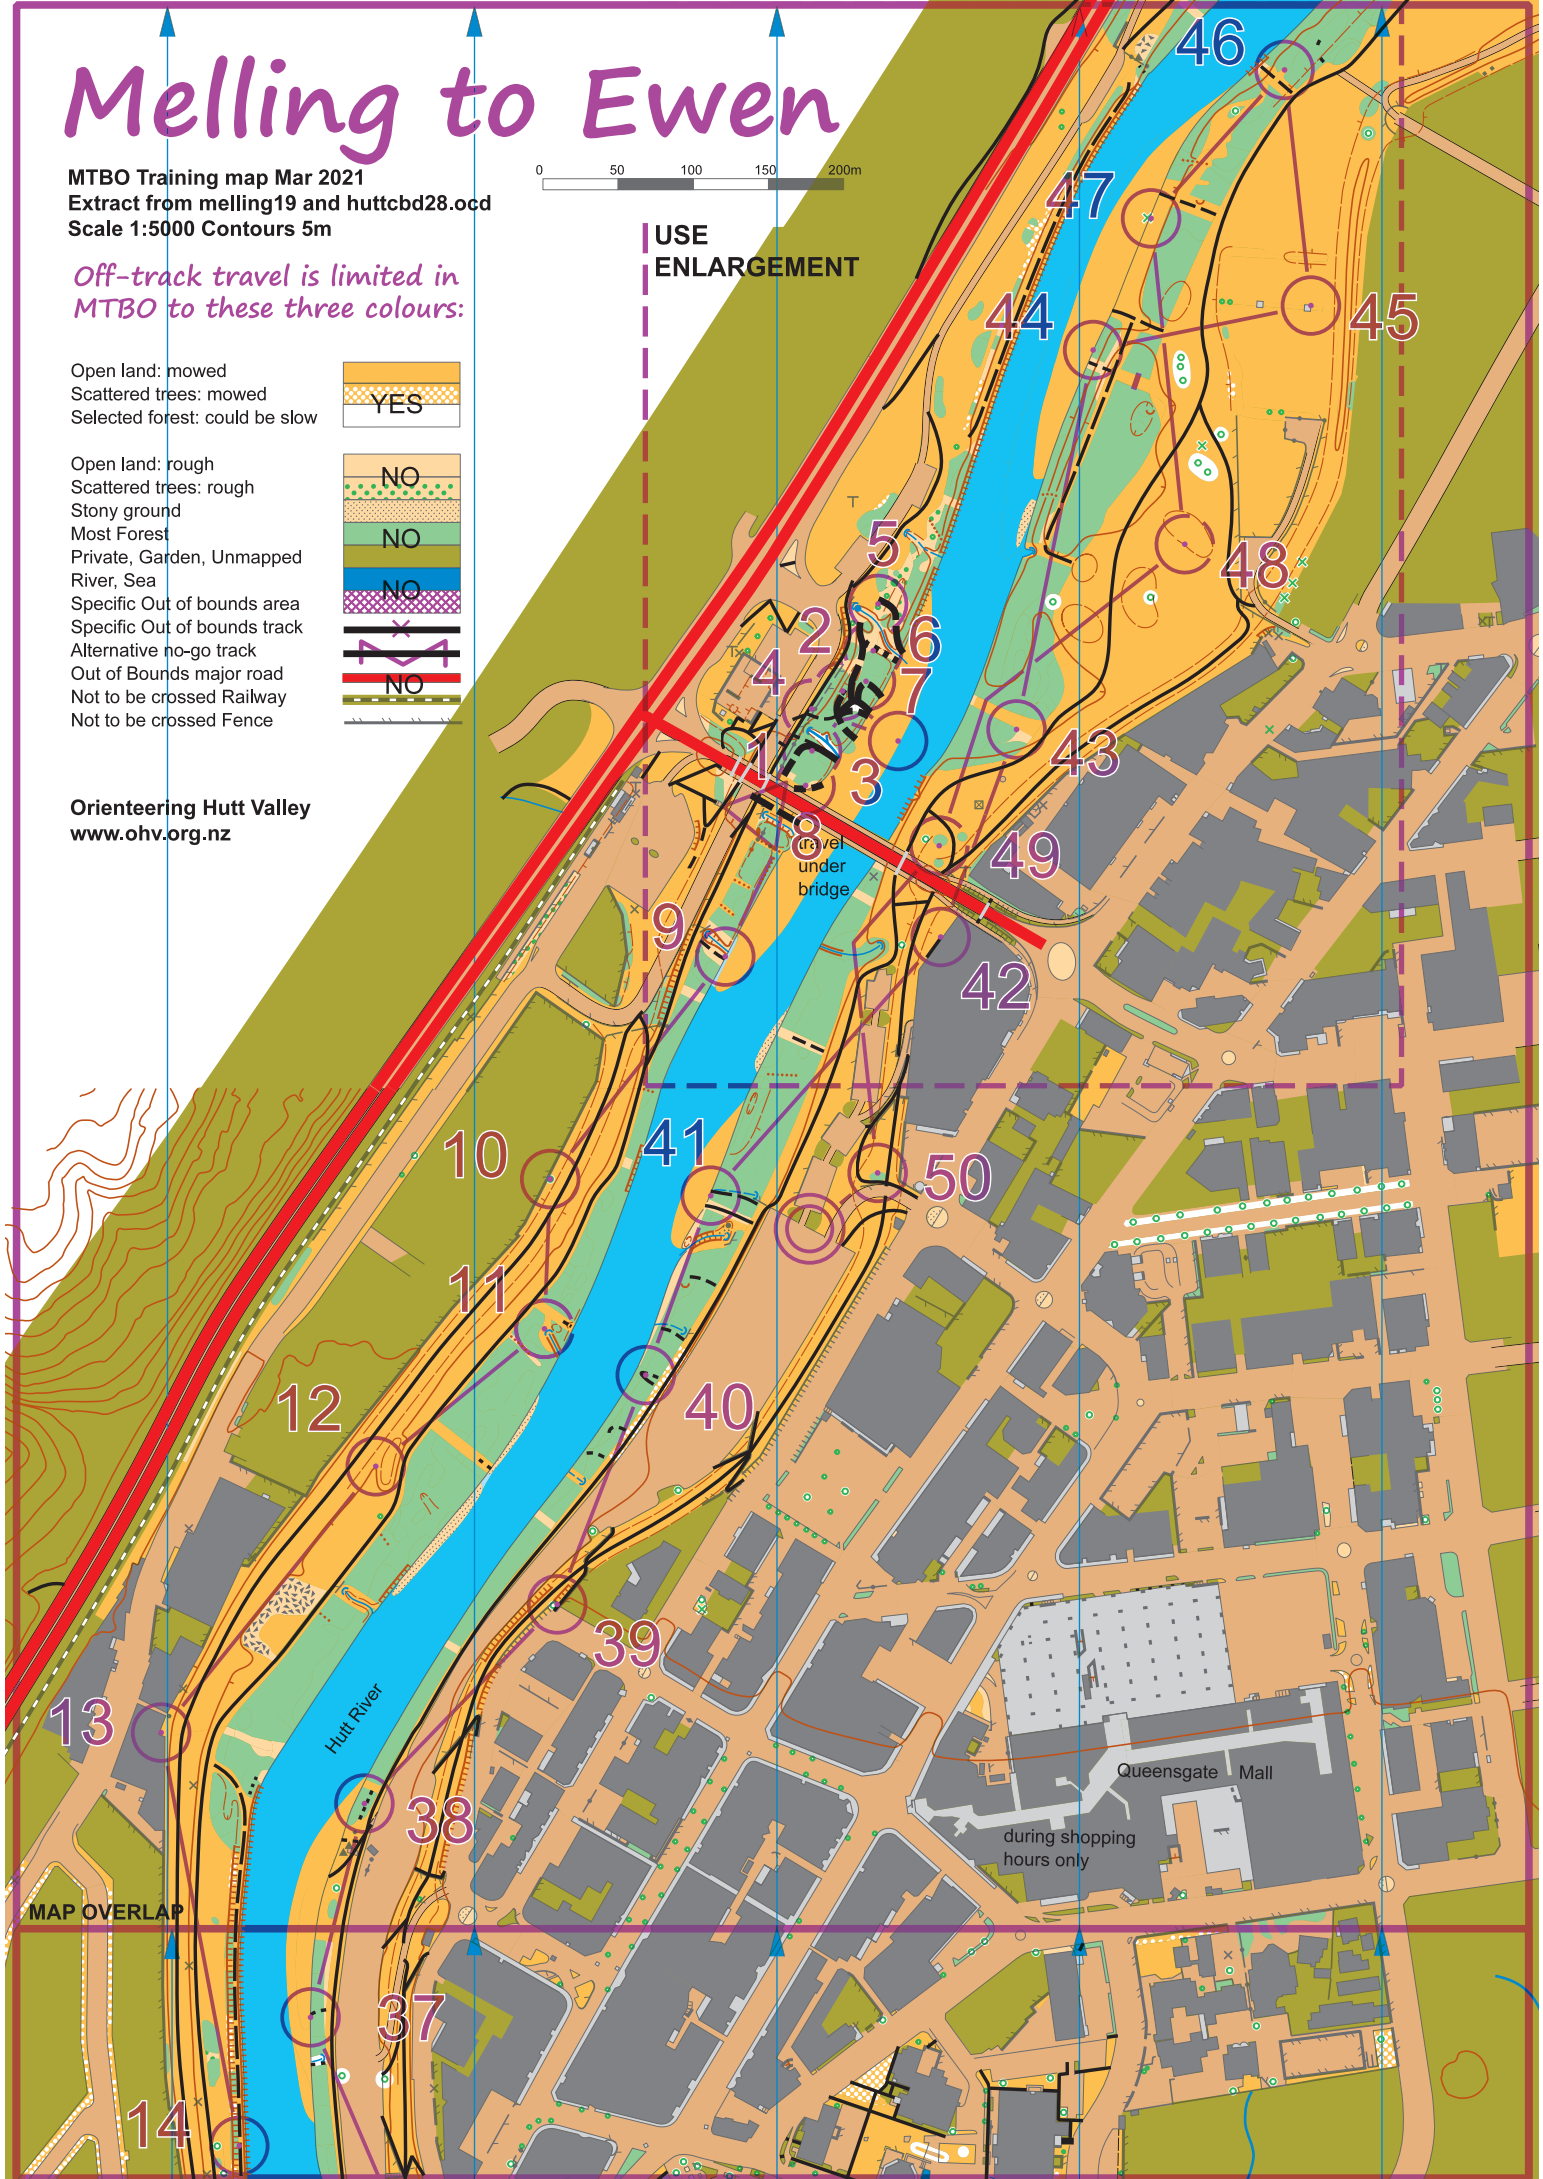 Melling to Ewen
MTBO Training map Mar 2021
Extract from melling19 and huttcbd28.ocd
Scale 1:5000 Contours 5m
0 50 100 150 200m
USE
ENLARGEMENT
Off-track travel is limited in
MTBO to these three colours:
Open land: mowed
Scattered trees: mowed
Selected forest: could be slow
YES
Open land: rough
Scattered trees: rough
Stony ground
Most Forest
Private, Garden, Unmapped
River, Sea
Specific Out of bounds area
Specific Out of bounds track
Alternative no-go track
Out of Bounds major road
Not to be crossed Railway
Not to be crossed Fence
NO
NO
NO
NO
Orienteering Hutt Valley
www.ohv.org.nz
46
47
44
45
5
48
2
6
4
7
1
43
3
8
travel
under
bridge
49
9
42
41
10
50
11
12
40
39
13
Hutt River
Queensgate Mall
38
during shopping
hours only
MAP OVERLAP
37
14